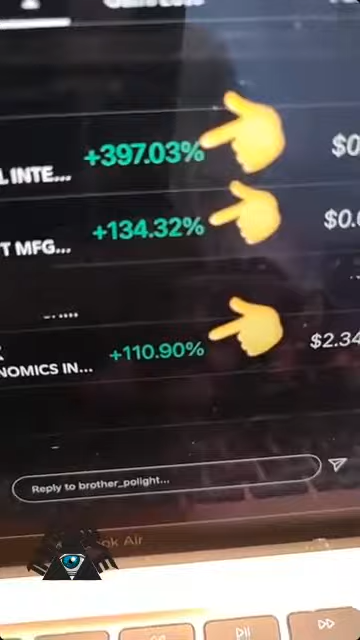 +397.03%
$0
L INTE...
+134.32%
$0.
T MFG...
+110.90%
$2.34
NOMICS IN...
Reply to brother_polight...
ok Air